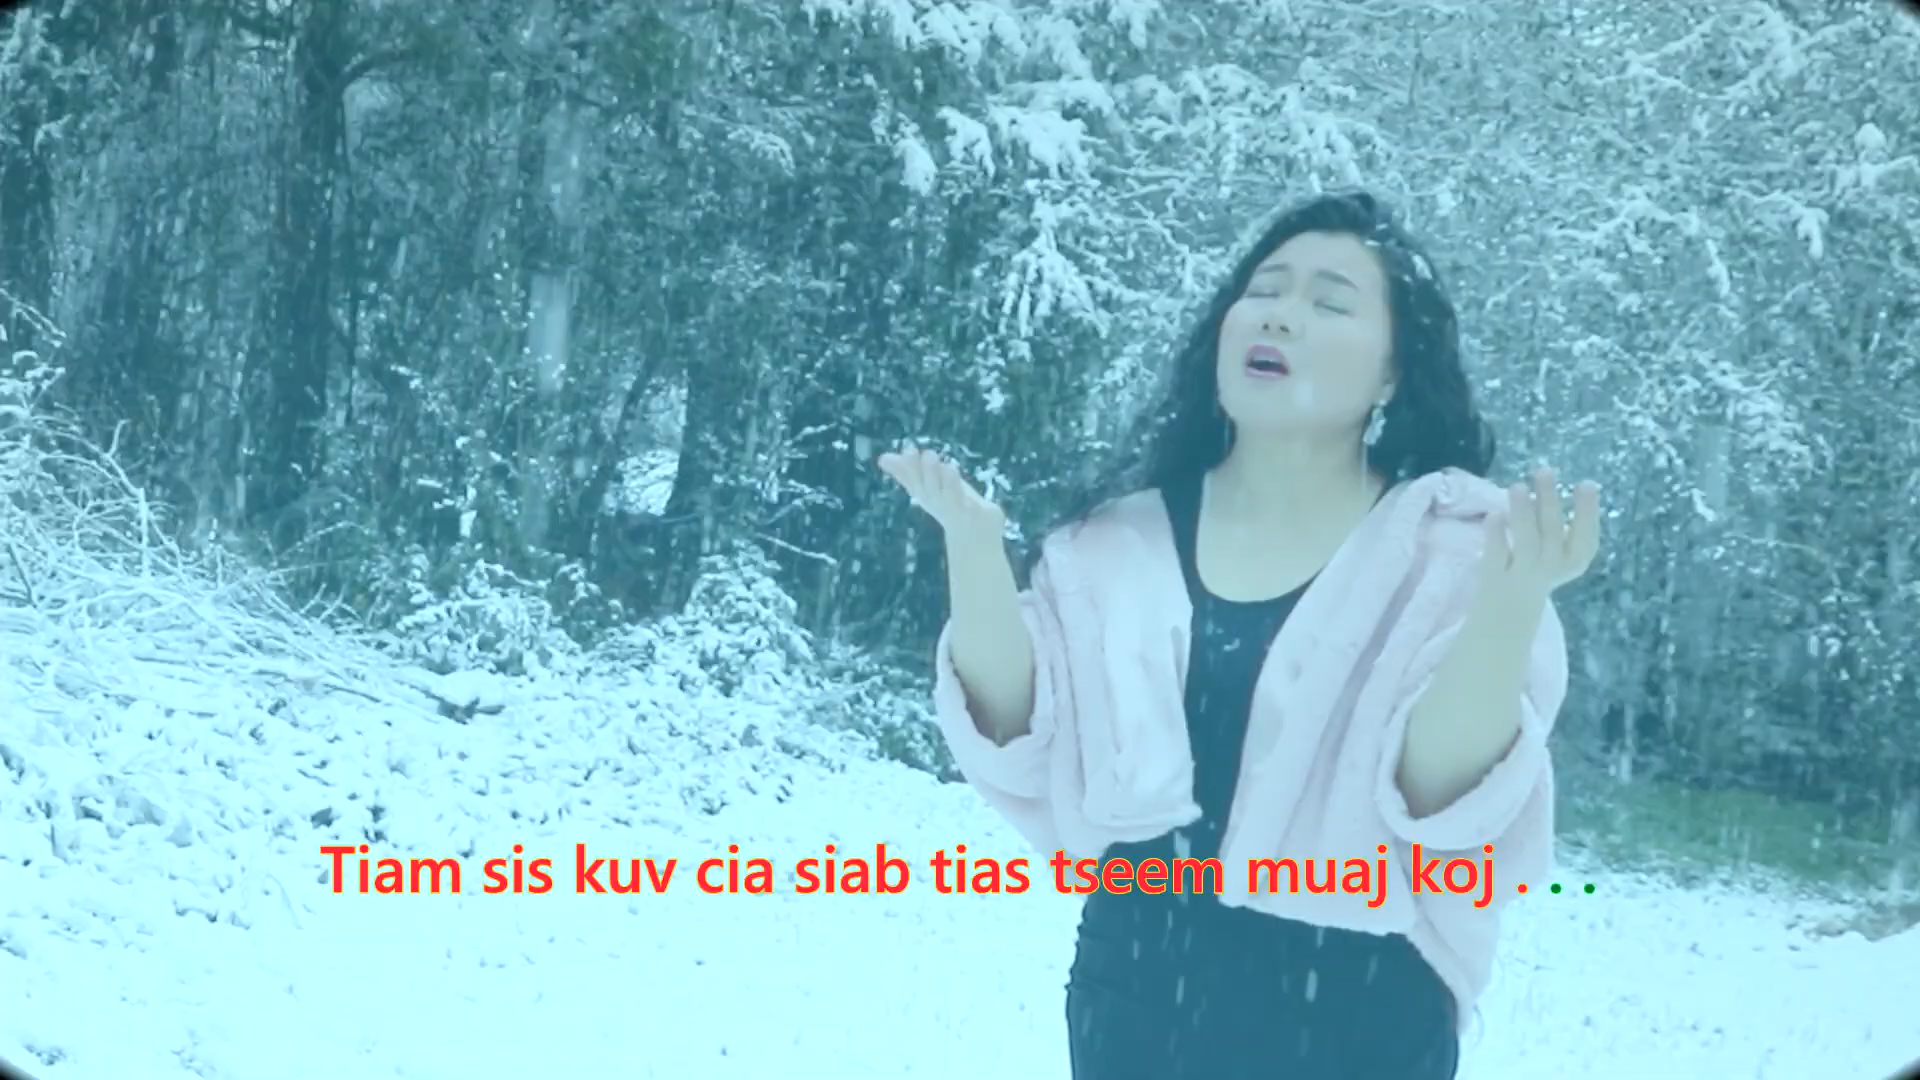 Tiam sis kuv cia siab tias tseem muaj koj . . .